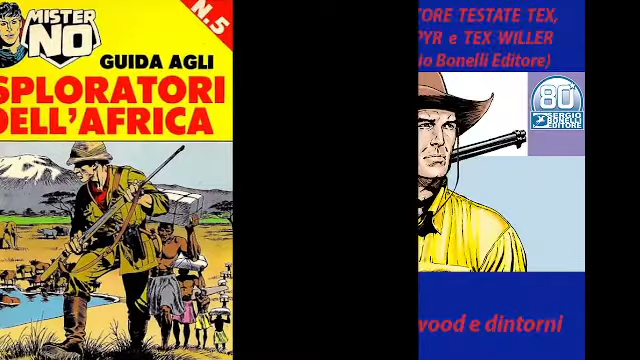 MISTER
NO
N.5
GUIDA AGLI
SPLORATORI
DELL'AFRICA
TORE TESTATE TEX,
PYR e TEX WILLER
io Bonelli Editore)
80
SERGIO
BONELLI
EDITORE
wood e dintorni